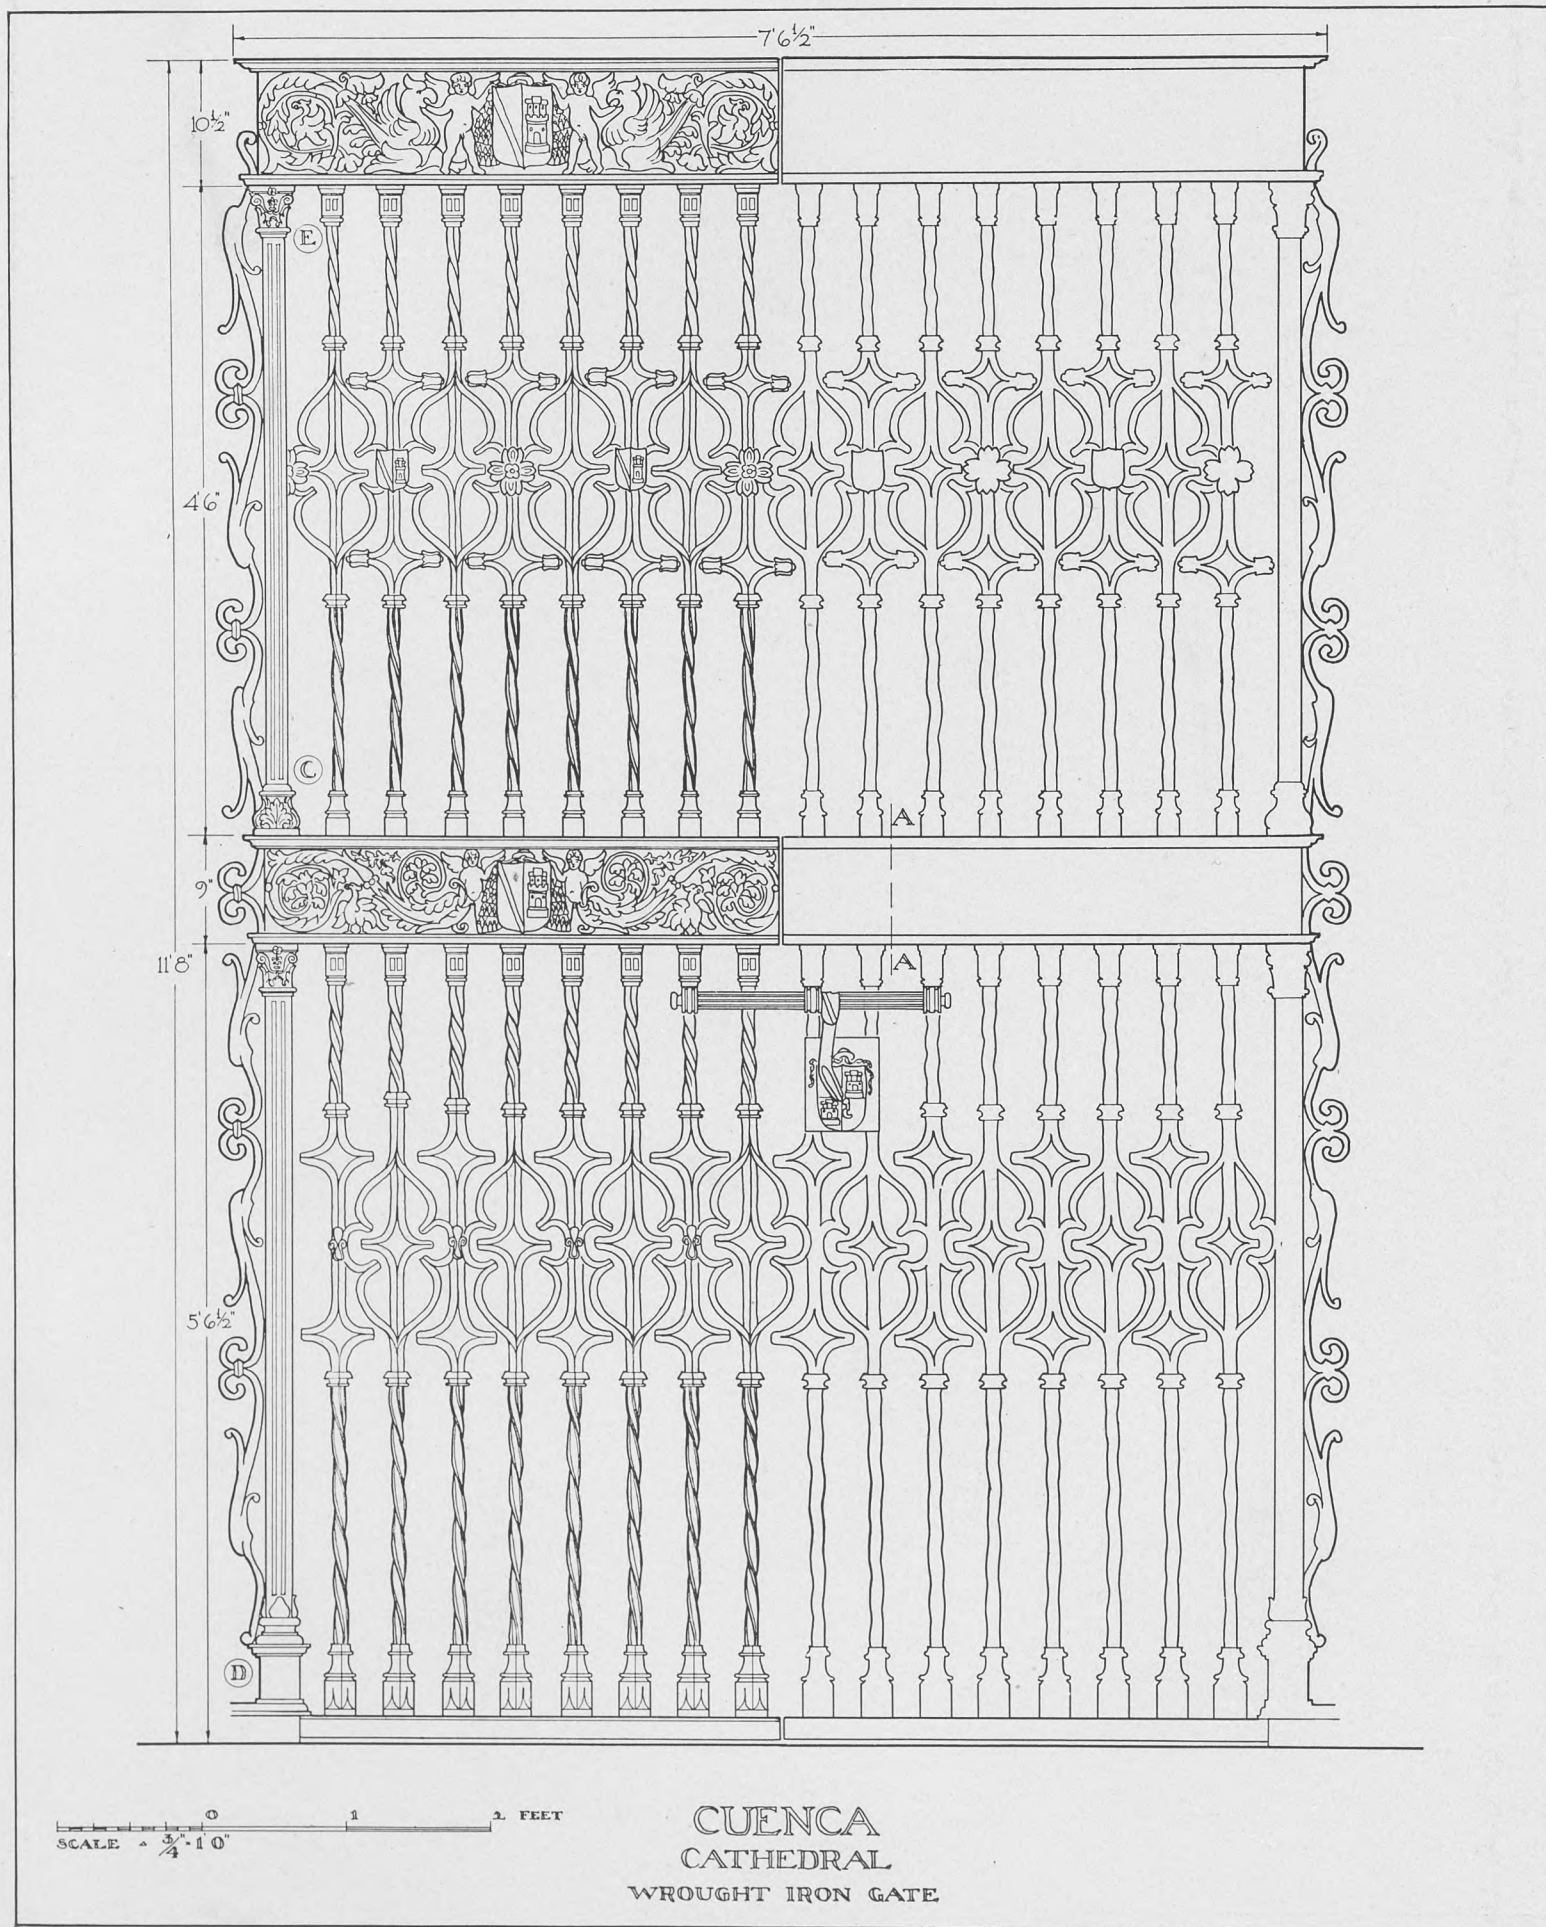 7'6½"
10½"
E
4'6"
C
A
9"
A
11'8"
5'6½"
D
0 1 2 FEET
SCALE - 3/4" - 1'0"
CUENCA
CATHEDRAL
WROUGHT IRON GATE